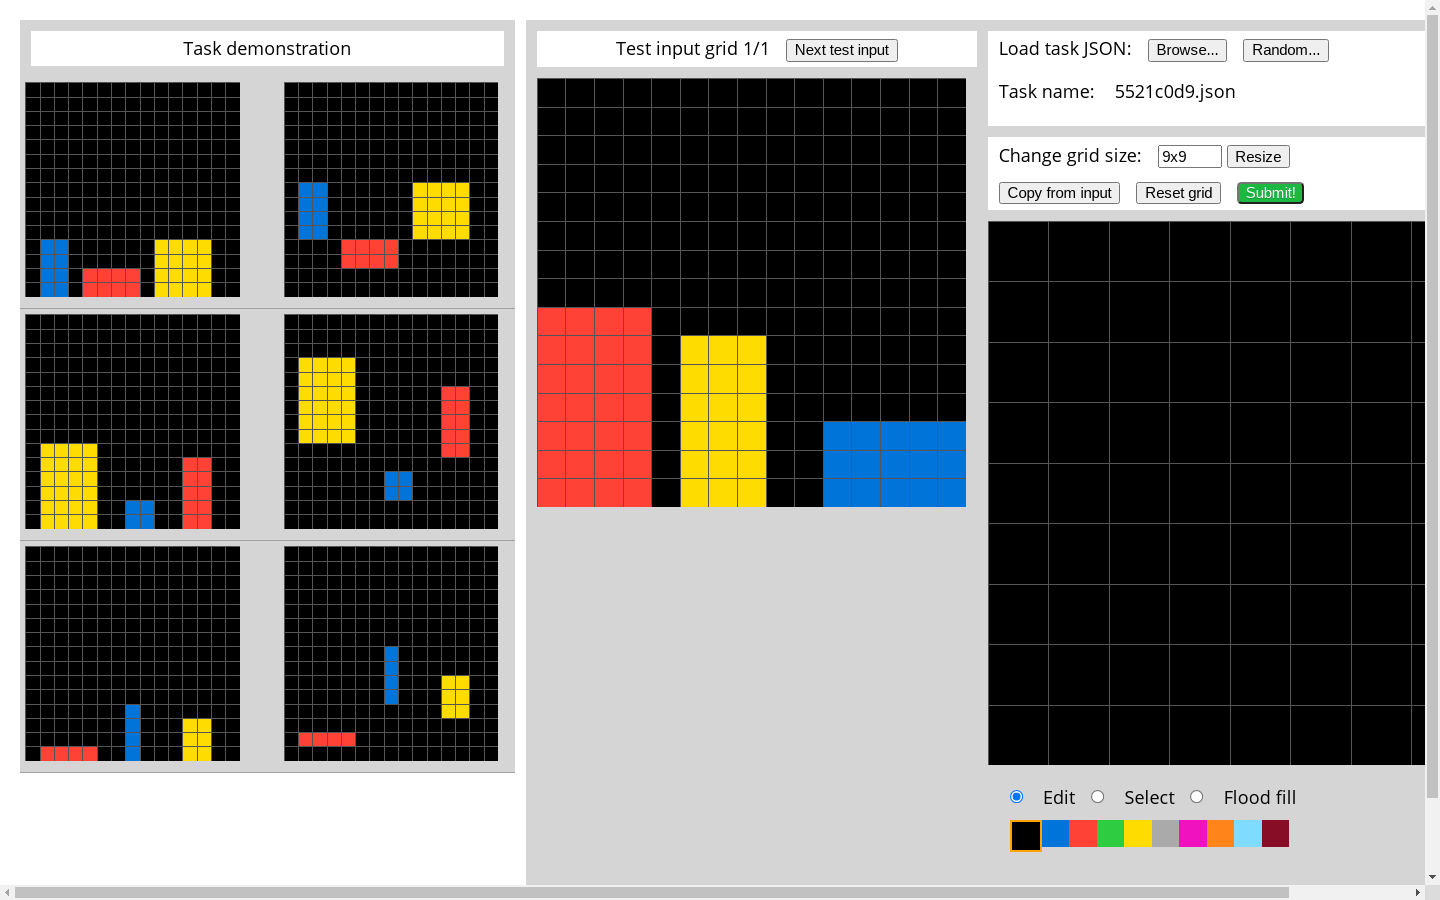 Task demonstration
Test input grid 1/1 Next test input
Load task JSON: Browse... Random...
Task name: 5521c0d9.json
Change grid size: 9x9 Resize
Copy from input Reset grid Submit!
Edit Select Flood fill